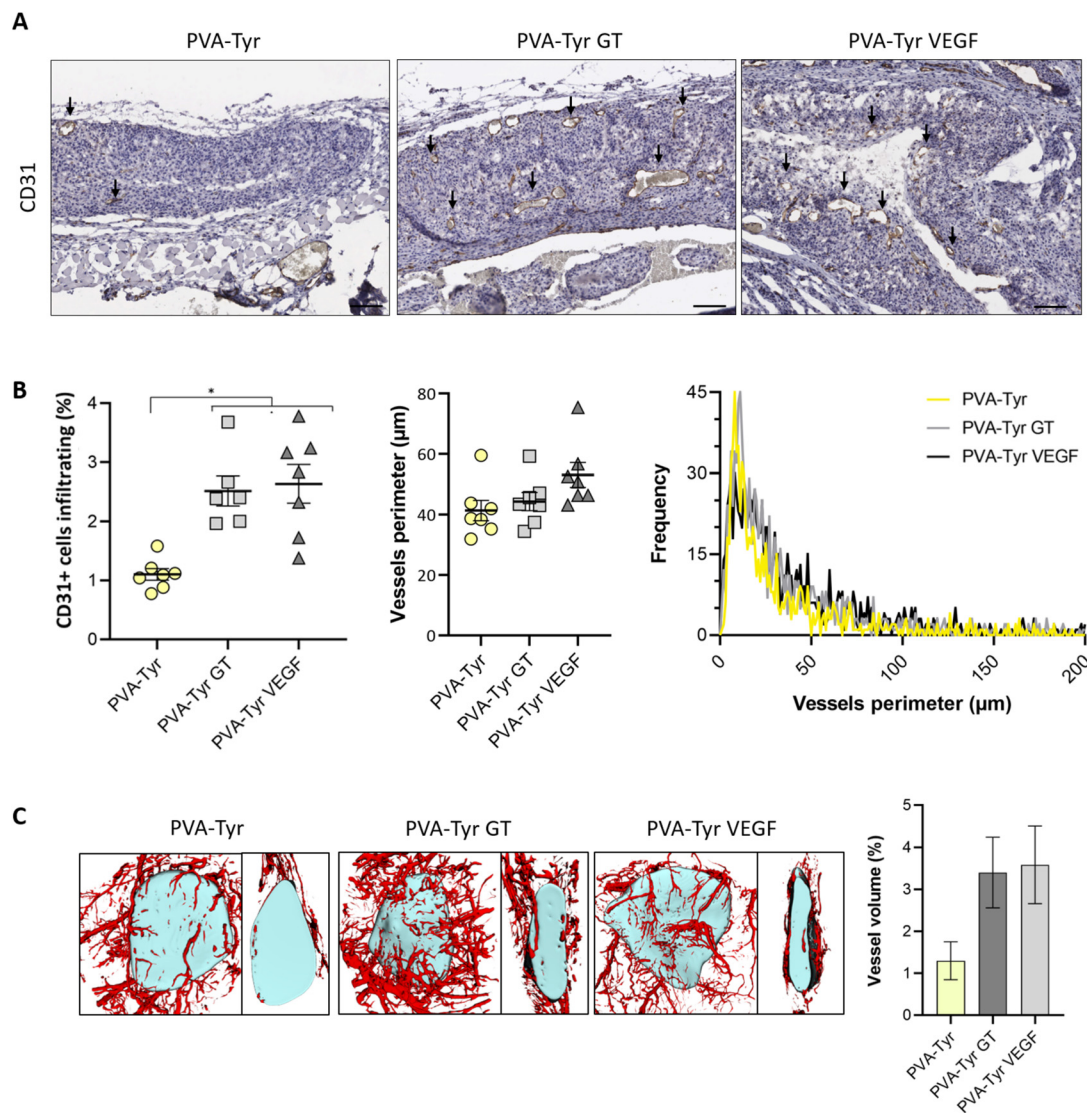 A
PVA-Tyr
PVA-Tyr GT
PVA-Tyr VEGF
CD31
B
CD31+ cells infiltrating (%)
4
3
2
1
0
*
PVA-Tyr
PVA-Tyr GT
PVA-Tyr VEGF
Vessels perimeter (µm)
80
60
40
20
0
PVA-Tyr
PVA-Tyr GT
PVA-Tyr VEGF
Frequency
45
30
15
0
0
50
100
150
200
Vessels perimeter (µm)
PVA-Tyr
PVA-Tyr GT
PVA-Tyr VEGF
C
PVA-Tyr
PVA-Tyr GT
PVA-Tyr VEGF
Vessel volume (%)
5
4
3
2
1
0
PVA-Tyr
PVA-Tyr GT
PVA-Tyr VEGF